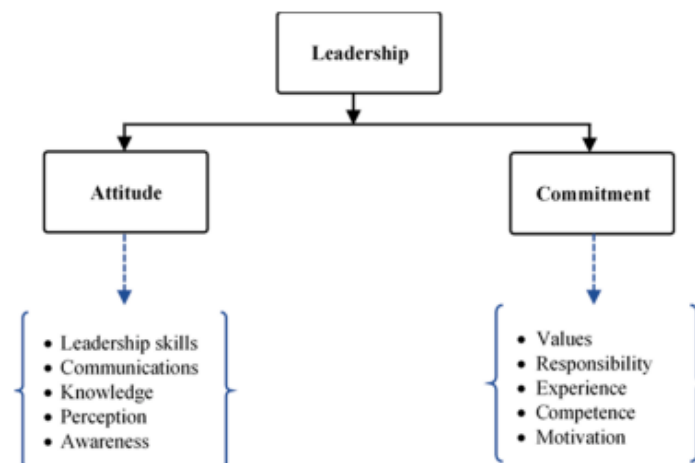 Leadership
Attitude
Commitment
• Leadership skills
• Communications
• Knowledge
• Perception
• Awareness
• Values
• Responsibility
• Experience
• Competence
• Motivation